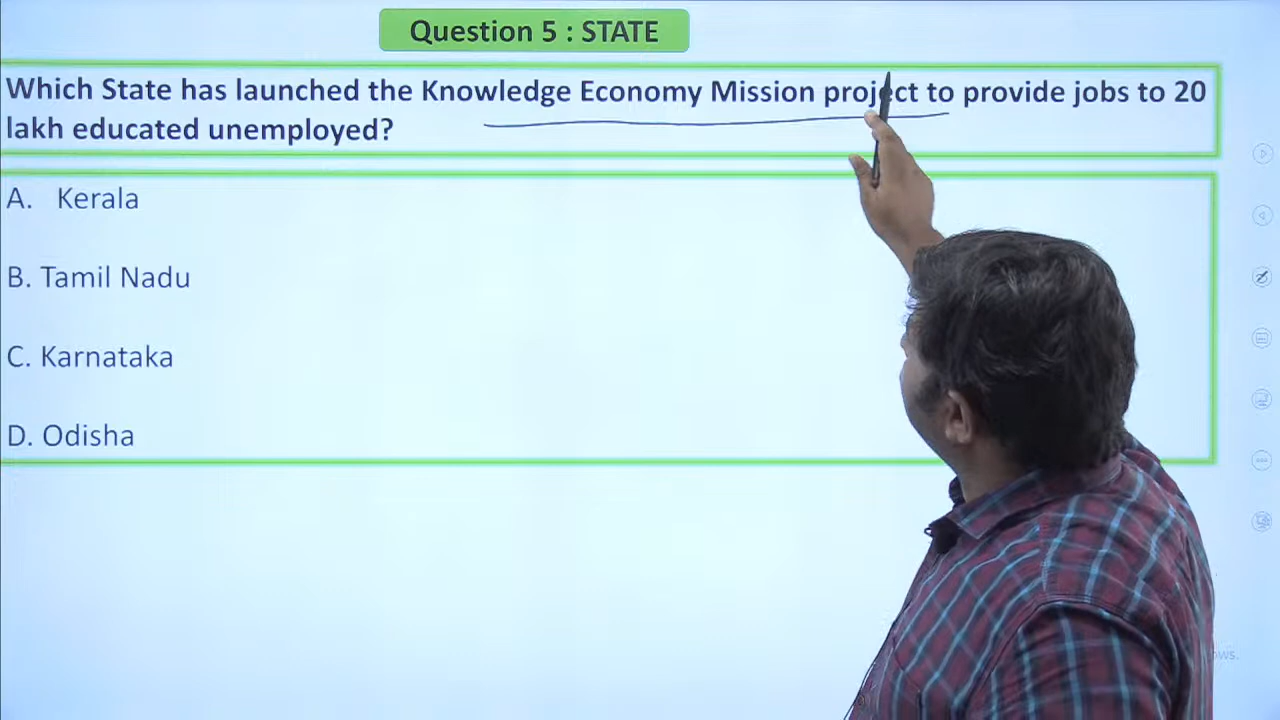 Question 5 : STATE
Which State has launched the Knowledge Economy Mission project to provide jobs to 20
lakh educated unemployed?
A. Kerala
B. Tamil Nadu
C. Karnataka
D. Odisha